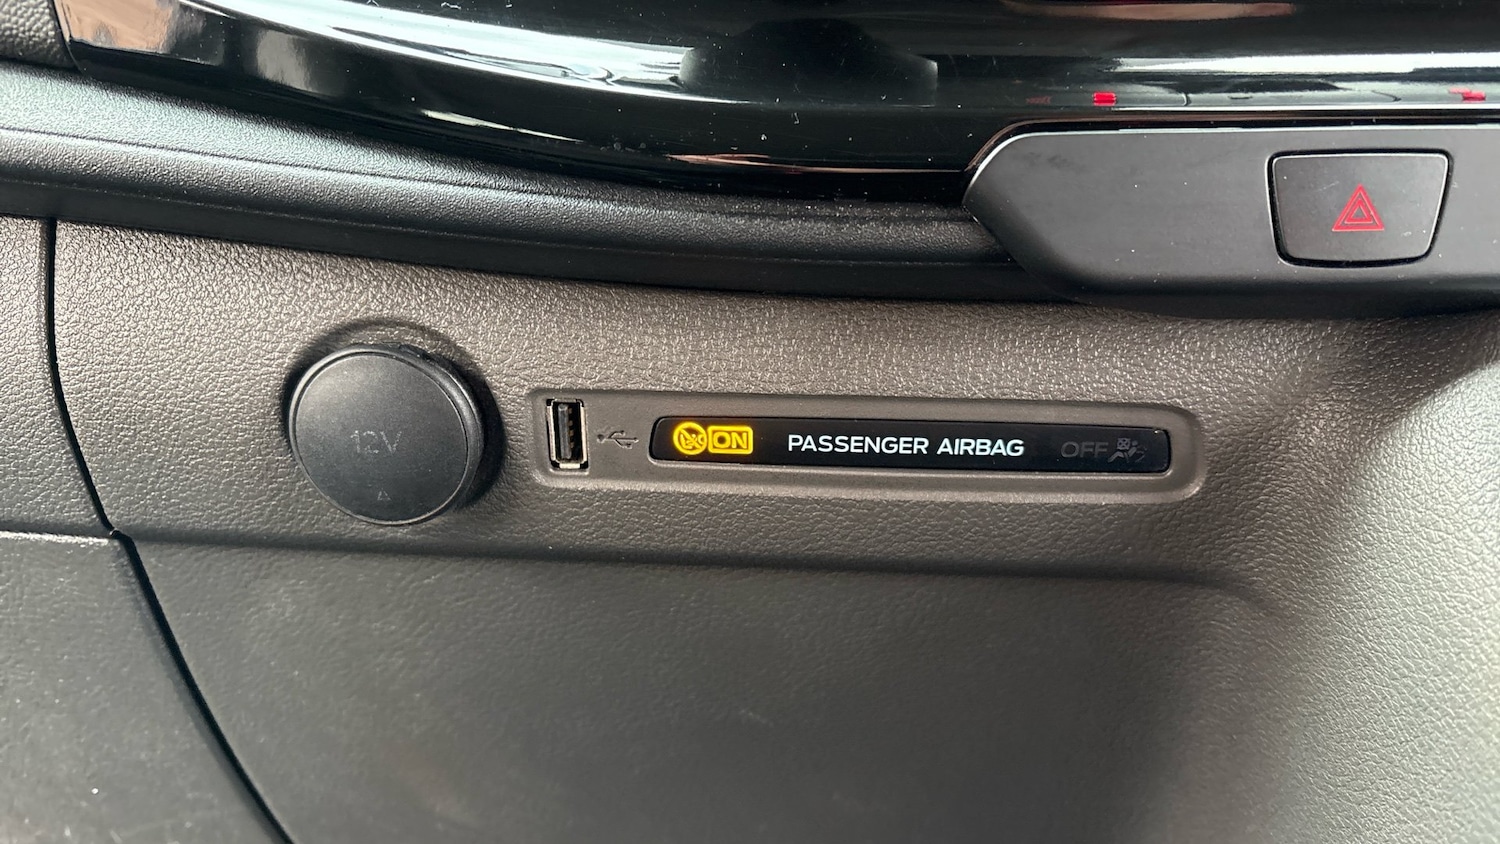 12V
ON PASSENGER AIRBAG OFF